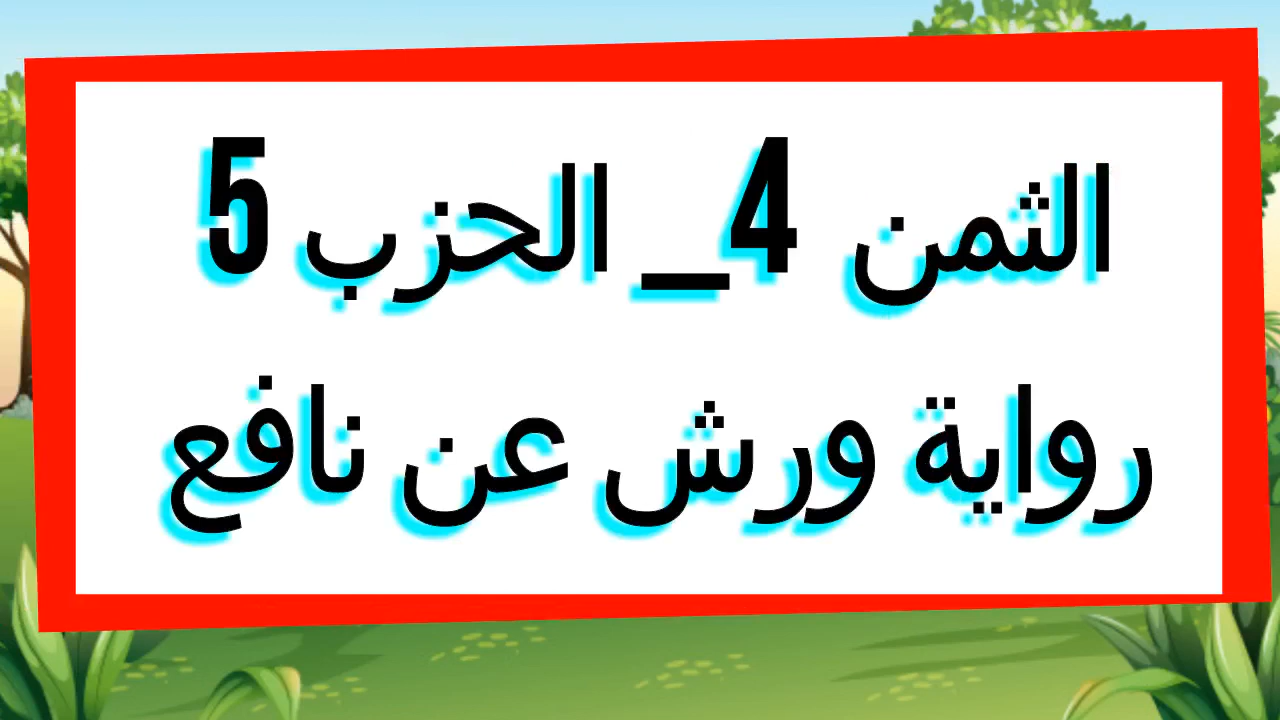 الثمن 4_ الحزب 5
رواية ورش عن نافع